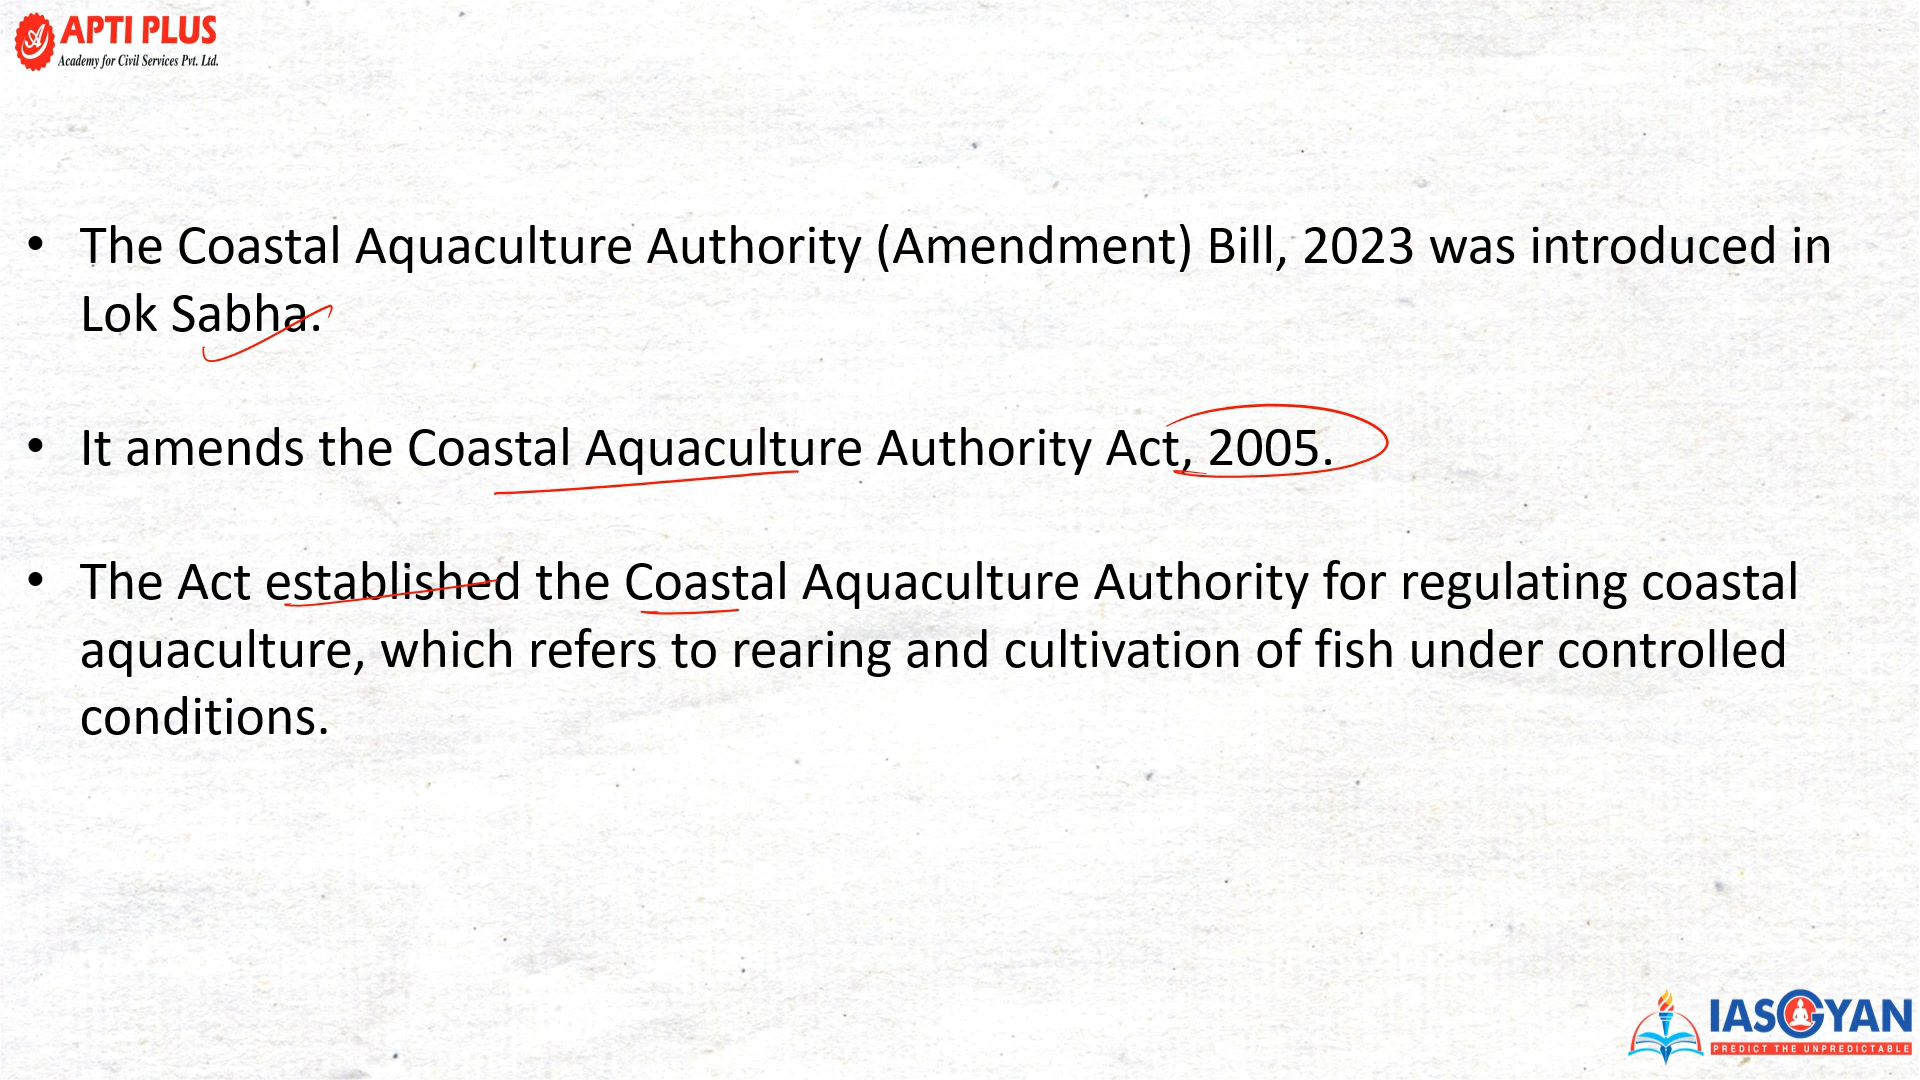 APTI PLUS
Academy for Civil Services Pvt. Ltd.
• The Coastal Aquaculture Authority (Amendment) Bill, 2023 was introduced in
Lok Sabha.
• It amends the Coastal Aquaculture Authority Act, 2005.
• The Act established the Coastal Aquaculture Authority for regulating coastal
aquaculture, which refers to rearing and cultivation of fish under controlled
conditions.
IASGYAN
PREDICT THE UNPREDICTABLE